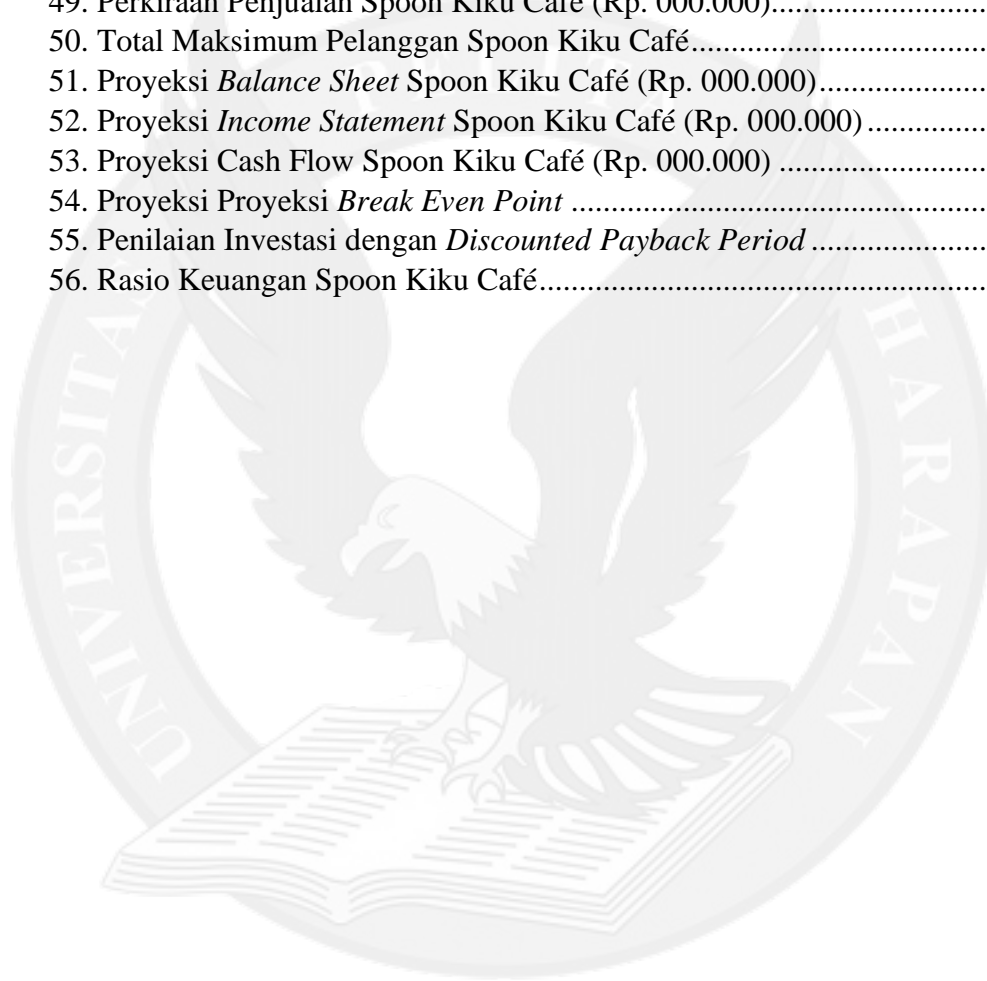 49. Perkiraan Penjualan Spoon Kiku Café (Rp. 000.000)............................
50. Total Maksimum Pelanggan Spoon Kiku Café.....................................
51. Proyeksi Balance Sheet Spoon Kiku Café (Rp. 000.000).....................
52. Proyeksi Income Statement Spoon Kiku Café (Rp. 000.000)...............
53. Proyeksi Cash Flow Spoon Kiku Café (Rp. 000.000) ..........................
54. Proyeksi Proyeksi Break Even Point ....................................................
55. Penilaian Investasi dengan Discounted Payback Period......................
56. Rasio Keuangan Spoon Kiku Café........................................................
UNIVERSITAS PELITA HARAPAN